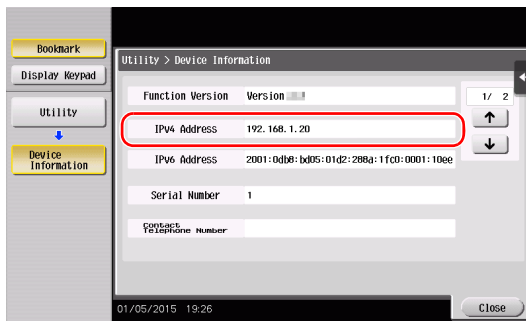 Bookmark
Display Keypad
Utility
Device
Information
Utility > Device Information
Function Version Version
1/ 2
IPv4 Address 192.168.1.20
IPv6 Address 2001:0db8:bd05:01d2:288a:1fc0:0001:10ee
Serial Number 1
Contact
Telephone Number
01/05/2015 19:26
Close